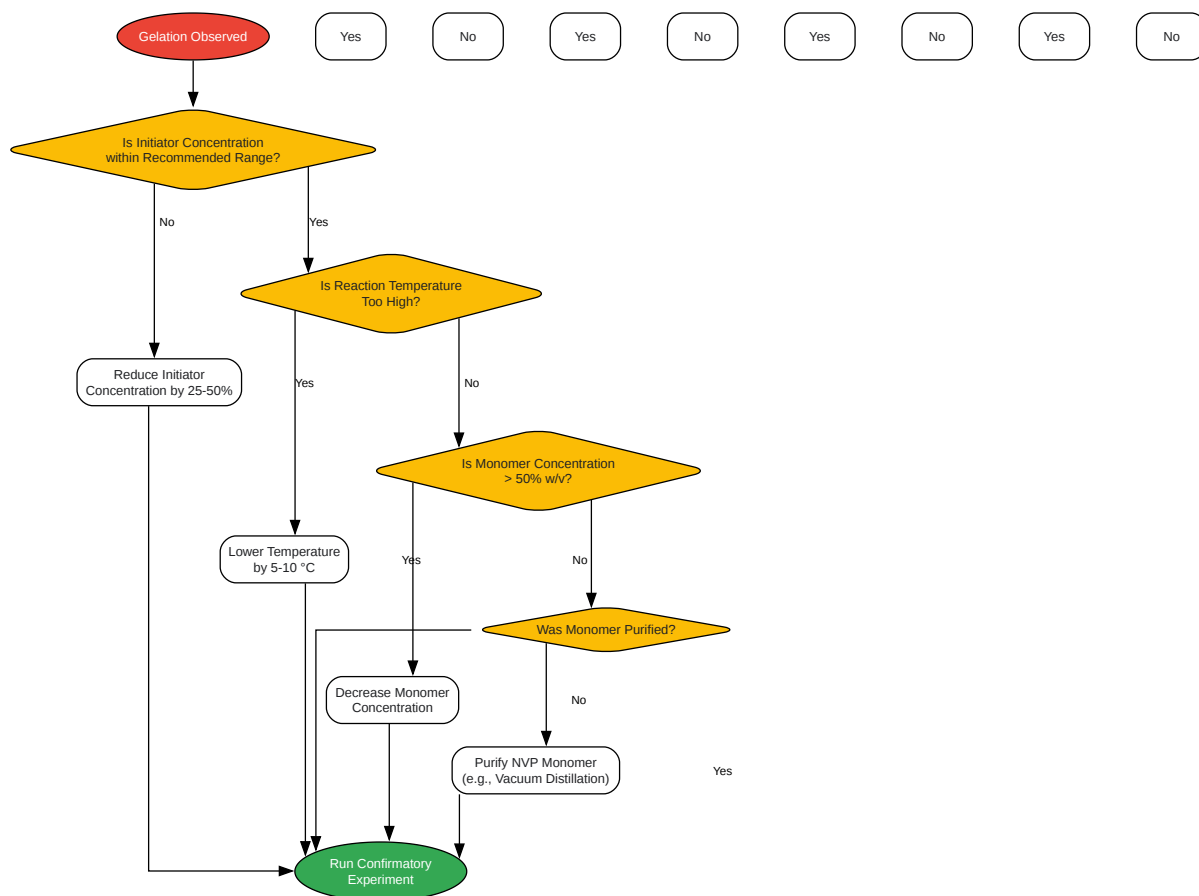 Gelation Observed
Yes
No
Yes
No
Yes
No
Yes
No
Is Initiator Concentration
within Recommended Range?
No
Yes
Is Reaction Temperature
Too High?
Reduce Initiator
Concentration by 25-50%
Yes
No
Is Monomer Concentration
> 50% w/v?
Lower Temperature
by 5-10 °C
Yes
No
Was Monomer Purified?
Decrease Monomer
Concentration
No
Purify NVP Monomer
(e.g., Vacuum Distillation)
Yes
Run Confirmatory
Experiment